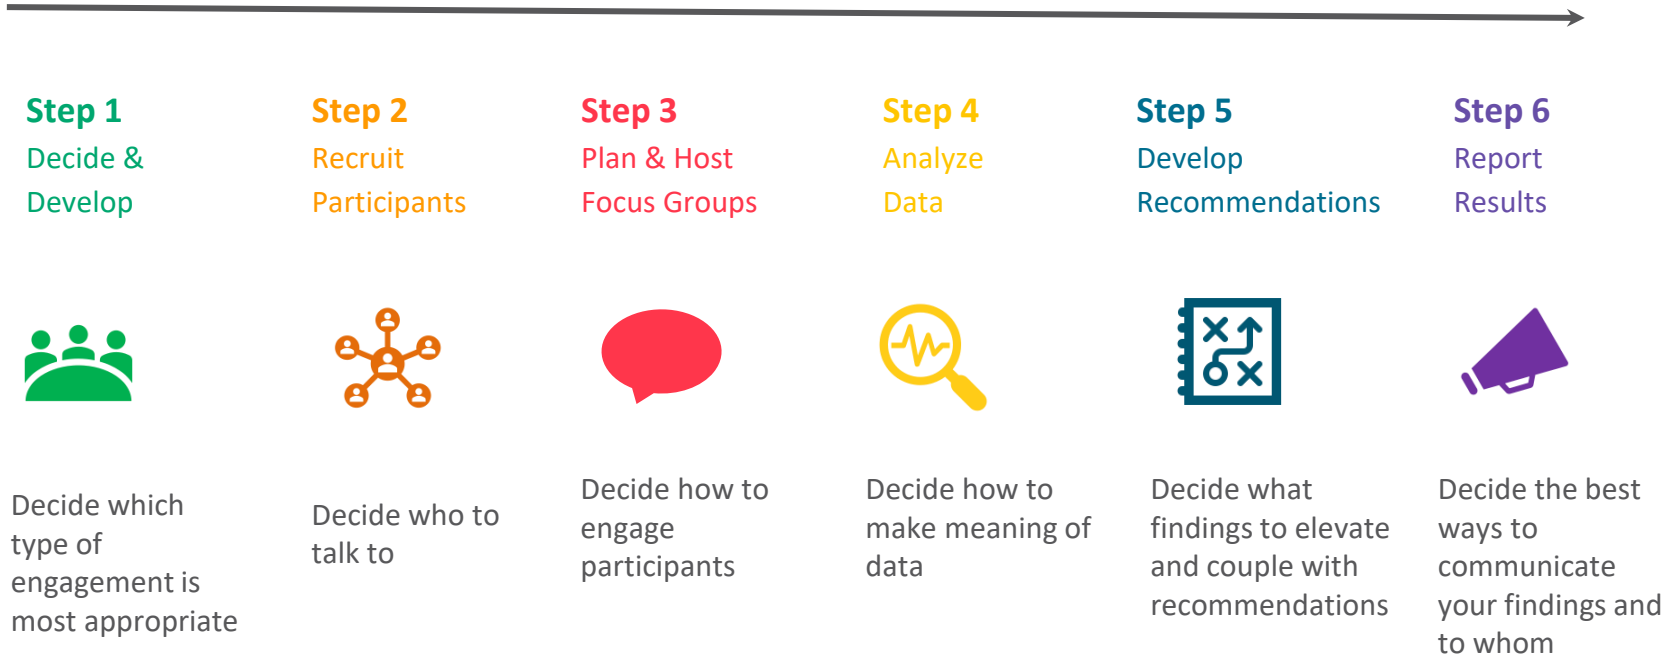 Step 1
Decide &
Develop
Step 2
Recruit
Participants
Step 3
Plan & Host
Focus Groups
Step 4
Analyze
Data
Step 5
Develop
Recommendations
Step 6
Report
Results
Decide which
type of
engagement is
most appropriate
Decide who to
talk to
Decide how to
engage
participants
Decide how to
make meaning of
data
Decide what
findings to elevate
and couple with
recommendations
Decide the best
ways to
communicate
your findings and
to whom